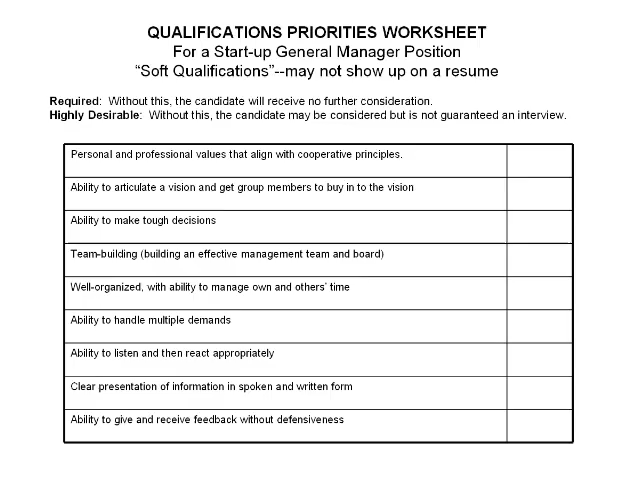 QUALIFICATIONS PRIORITIES WORKSHEET
For a Start-up General Manager Position
“Soft Qualifications”--may not show up on a resume
Required:  Without this, the candidate will receive no further consideration.
Highly Desirable:  Without this, the candidate may be considered but is not guaranteed an interview.
Personal and professional values that align with cooperative principles.
Ability to articulate a vision and get group members to buy in to the vision
Ability to make tough decisions
Team-building (building an effective management team and board)
Well-organized, with ability to manage own and others’ time
Ability to handle multiple demands
Ability to listen and then react appropriately
Clear presentation of information in spoken and written form
Ability to give and receive feedback without defensiveness